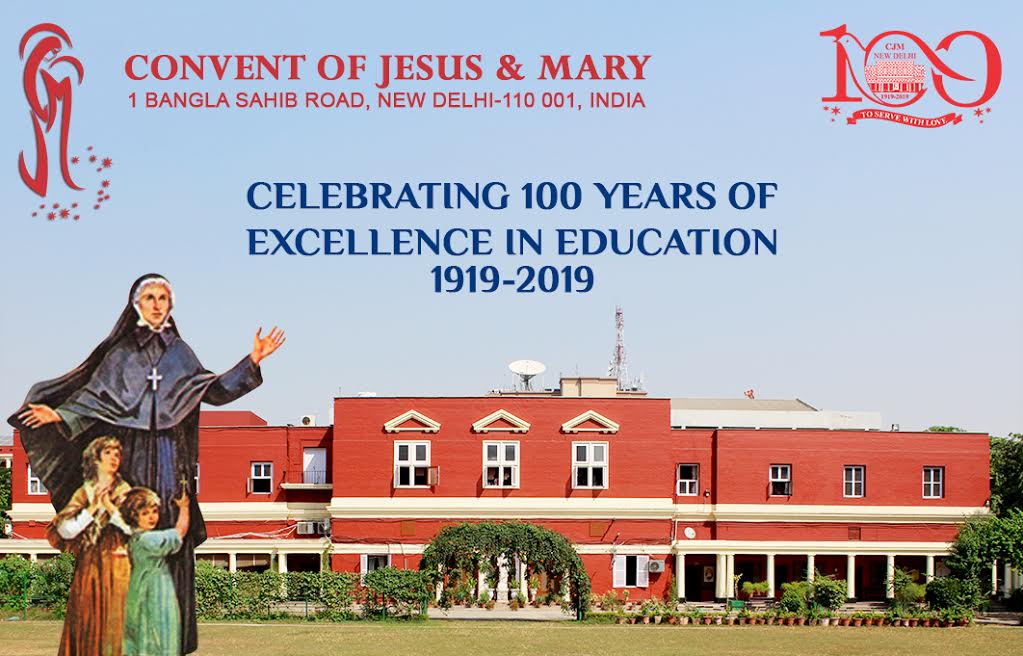 CONVENT OF JESUS & MARY
1 BANGLA SAHIB ROAD, NEW DELHI-110 001, INDIA
CJM
NEW DELHI
100
1919-2019
TO SERVE WITH LOVE
CELEBRATING 100 YEARS OF
EXCELLENCE IN EDUCATION
1919-2019